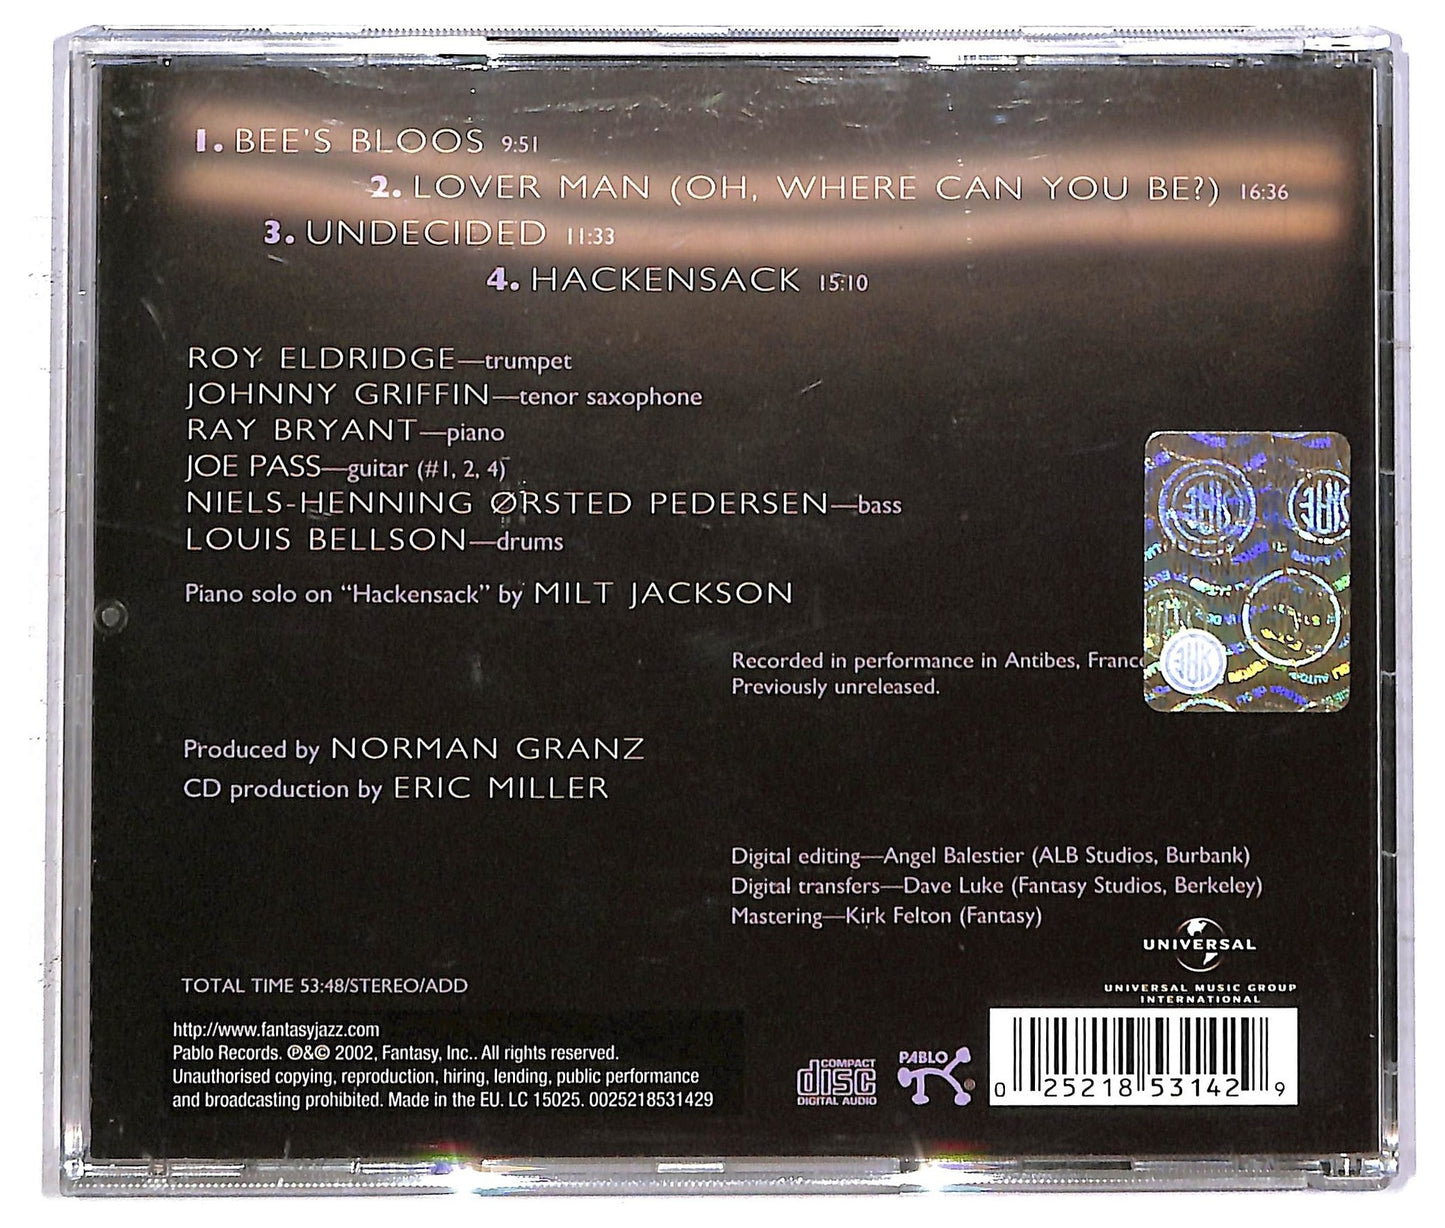 1. BEE'S BLOOS 9:51
2. LOVER MAN (OH, WHERE CAN YOU BE?) 16:36
3. UNDECIDED 11:33
4. HACKENSACK 15:10
ROY ELDRIDGE—trumpet
JOHNNY GRIFFIN—tenor saxophone
RAY BRYANT—piano
JOE PASS—guitar (#1, 2, 4)
NIELS-HENNING ØRSTED PEDERSEN—bass
LOUIS BELLSON—drums
Piano solo on “Hackensack” by MILT JACKSON
Recorded in performance in Antibes, France
Previously unreleased.
Produced by NORMAN GRANZ
CD production by ERIC MILLER
Digital editing—Angel Balestier (ALB Studios, Burbank)
Digital transfers—Dave Luke (Fantasy Studios, Berkeley)
Mastering—Kirk Felton (Fantasy)
UNIVERSAL
UNIVERSAL MUSIC GROUP
INTERNATIONAL
TOTAL TIME 53:48/STEREO/ADD
http://www.fantasyjazz.com
Pablo Records. ℗&© 2002, Fantasy, Inc.. All rights reserved.
Unauthorised copying, reproduction, hiring, lending, public performance
and broadcasting prohibited. Made in the EU. LC 15025. 0025218531429
COMPACT
disc
DIGITAL AUDIO
PABLO
0 25218 53142 9